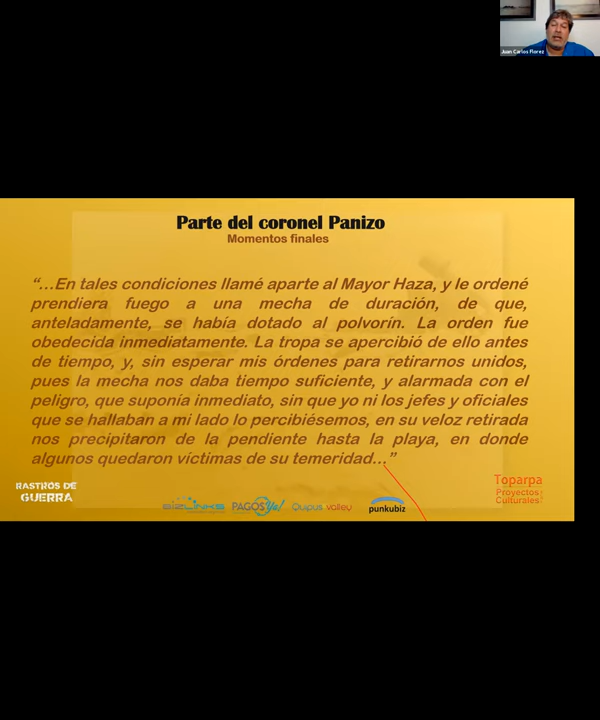 Juan Carlos Florez
Parte del coronel Panizo
Momentos finales
“...En tales condiciones llamé aparte al Mayor Haza, y le ordené
prendiera fuego a una mecha de duración, de que,
anteladamente, se había dotado al polvorín. La orden fue
obedecida inmediatamente. La tropa se apercibió de ello antes
de tiempo, y, sin esperar mis órdenes para retirarnos unidos,
pues la mecha nos daba tiempo suficiente, y alarmada con el
peligro, que suponía inmediato, sin que yo ni los jefes y oficiales
que se hallaban a mi lado lo percibiésemos, en su veloz retirada
nos precipitaron de la pendiente hasta la playa, en donde
algunos quedaron víctimas de su temeridad...”
RASTROS DE
GUERRA
BIZLINKS
PAGOS Ya!
Quipus valley
punkubiz
Toparpa
Proyectos
Culturales